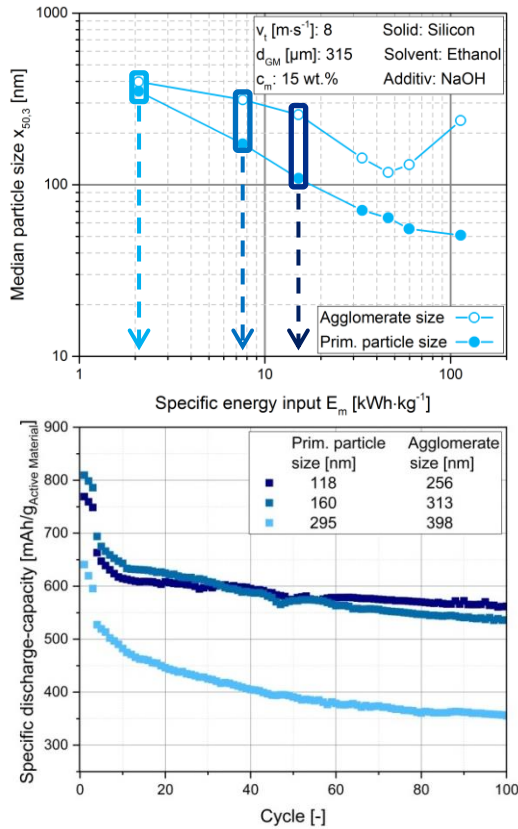 1000
v_t [m·s⁻¹]: 8 Solid: Silicon
d_GM [µm]: 315 Solvent: Ethanol
c_m: 15 wt.% Additiv: NaOH
100
10
Median particle size x_50,3 [nm]
Agglomerate size
Prim. particle size
1 10 100
Specific energy input E_m [kWh·kg⁻¹]
900
800
700
600
500
400
300
Specific discharge-capacity [mAh/g_Active Material]
Prim. particle Agglomerate
size [nm] size [nm]
118 256
160 313
295 398
0 20 40 60 80 100
Cycle [-]